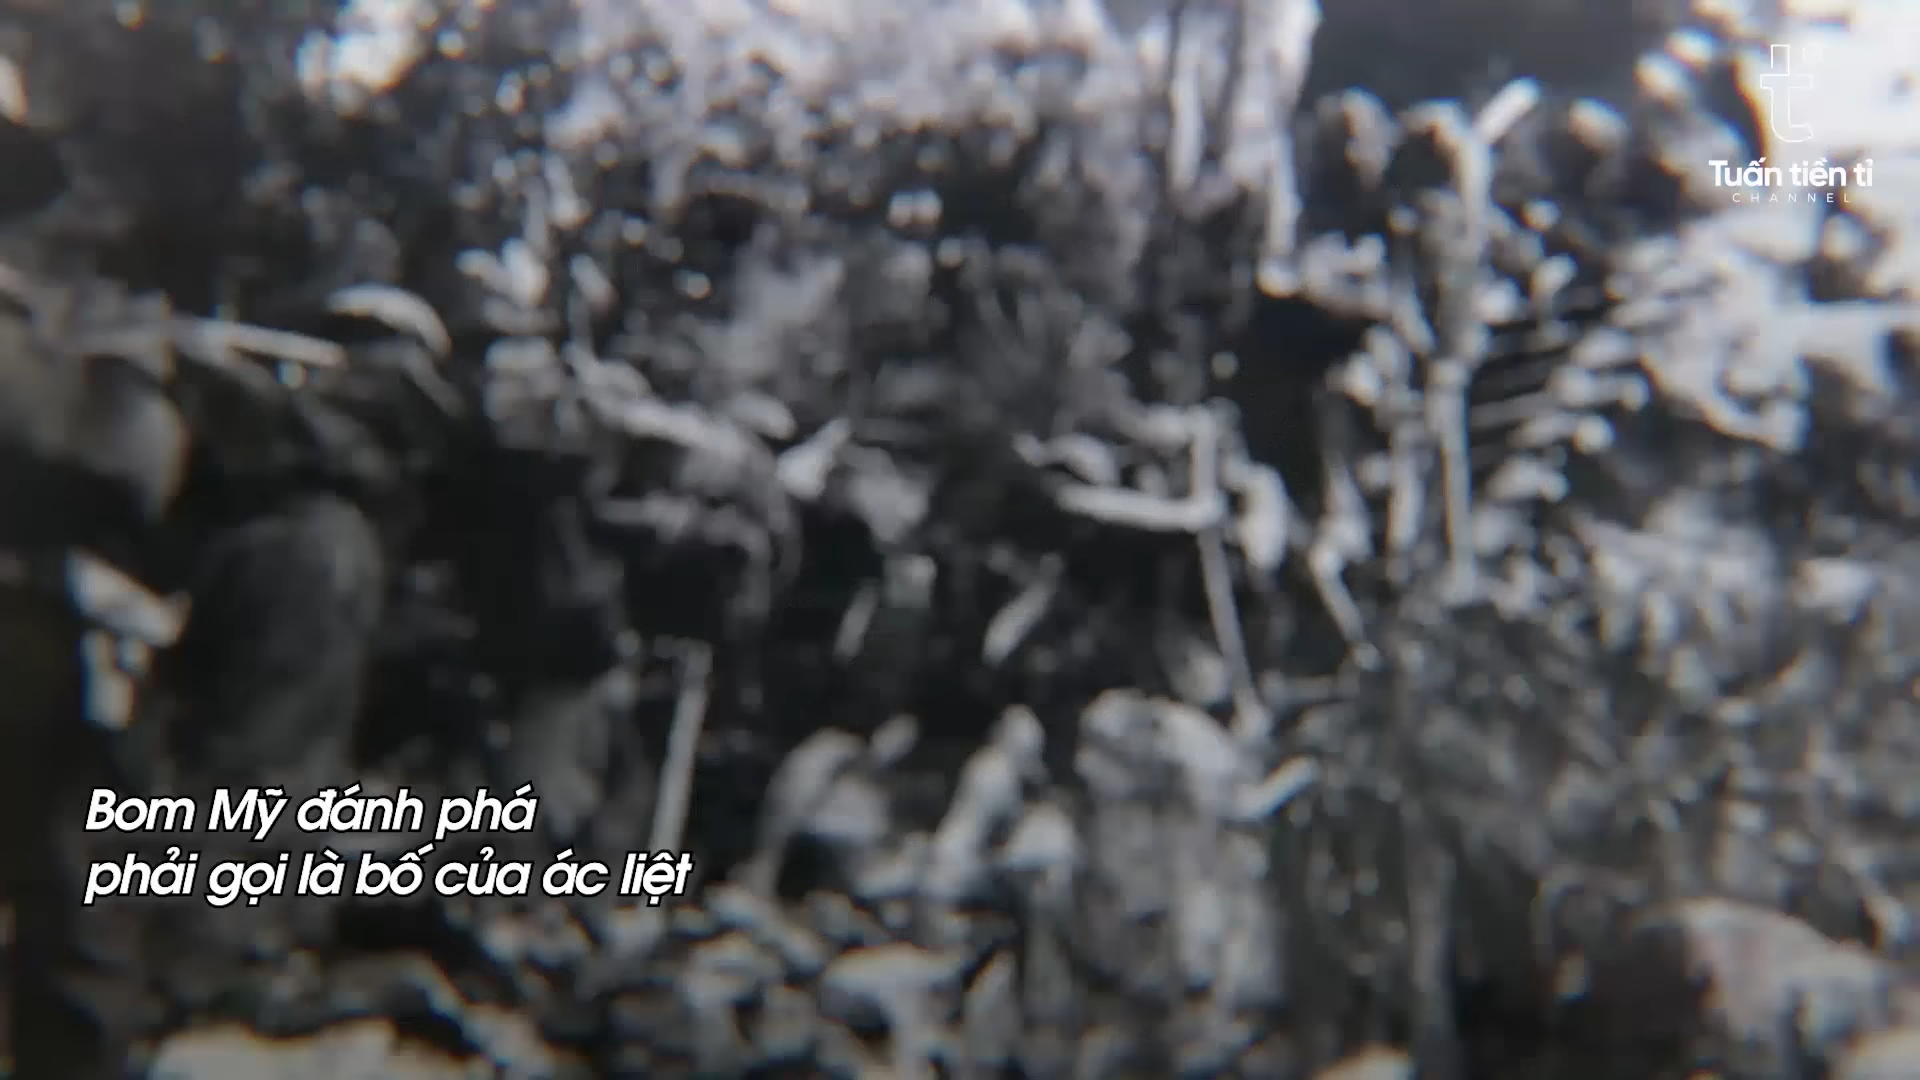 Tuấn tiền tỉ
CHANNEL
Bom Mỹ đánh phá
phải gọi là bố của ác liệt